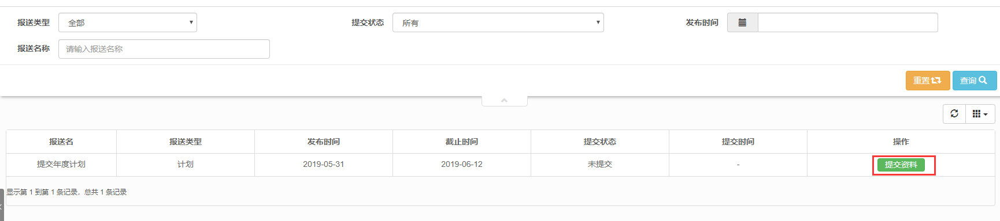 报送类型 全部 提交状态 所有 发布时间
报送名称 请输入报送名称
重置 查询
报送名 报送类型 发布时间 截止时间 提交状态 提交时间 操作
提交年度计划 计划 2019-05-31 2019-06-12 未提交 - 提交资料
显示第 1 到第 1 条记录，总共 1 条记录